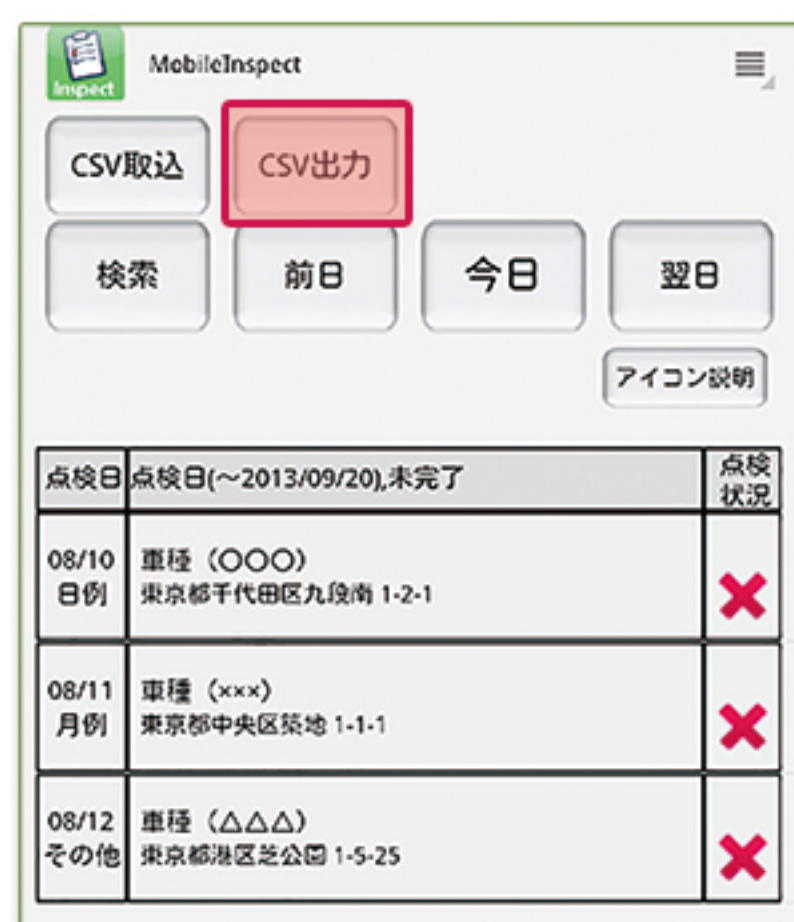 Inspect
MobileInspect
CSV取込
CSV出力
検索
前日
今日
翌日
アイコン説明
点検日
点検日(～2013/09/20),未完了
点検
状況
08/10
日例
車種（〇〇〇）
東京都千代田区九段南 1-2-1
08/11
月例
車種（×××）
東京都中央区築地 1-1-1
08/12
その他
車種（△△△）
東京都港区芝公園 1-5-25